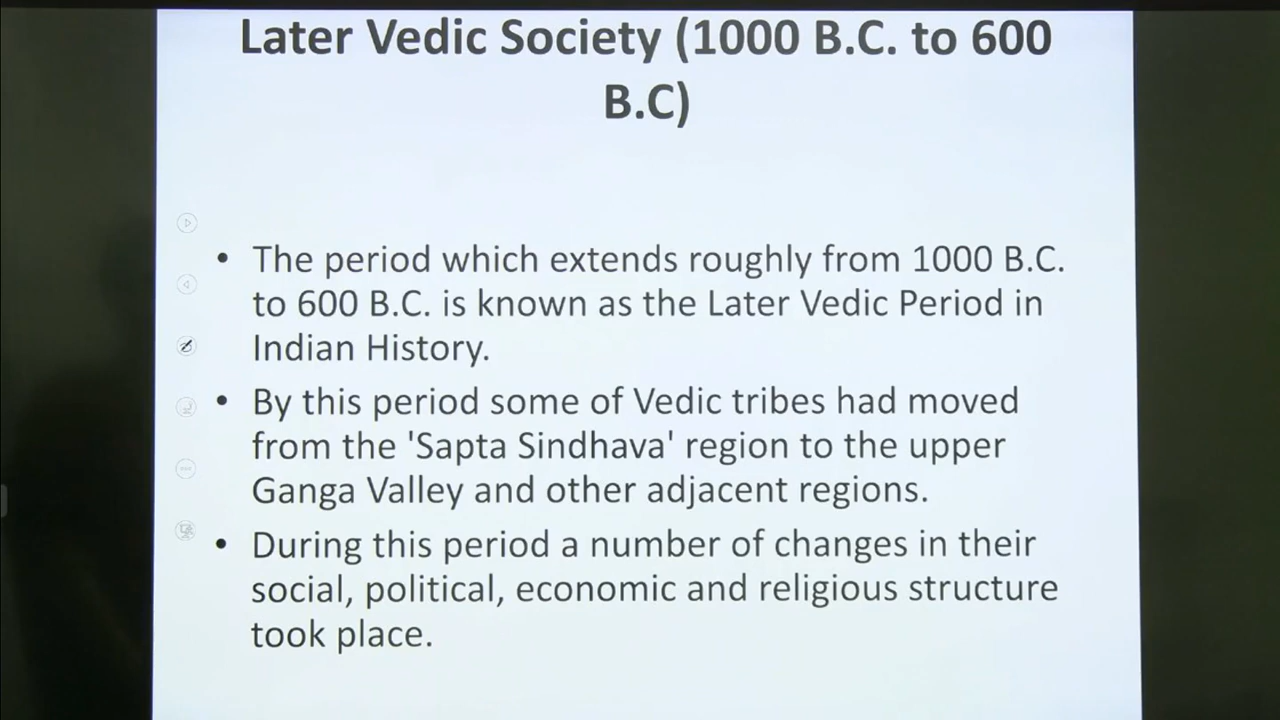 Later Vedic Society (1000 B.C. to 600
B.C)
• The period which extends roughly from 1000 B.C.
to 600 B.C. is known as the Later Vedic Period in
Indian History.
• By this period some of Vedic tribes had moved
from the 'Sapta Sindhava' region to the upper
Ganga Valley and other adjacent regions.
• During this period a number of changes in their
social, political, economic and religious structure
took place.